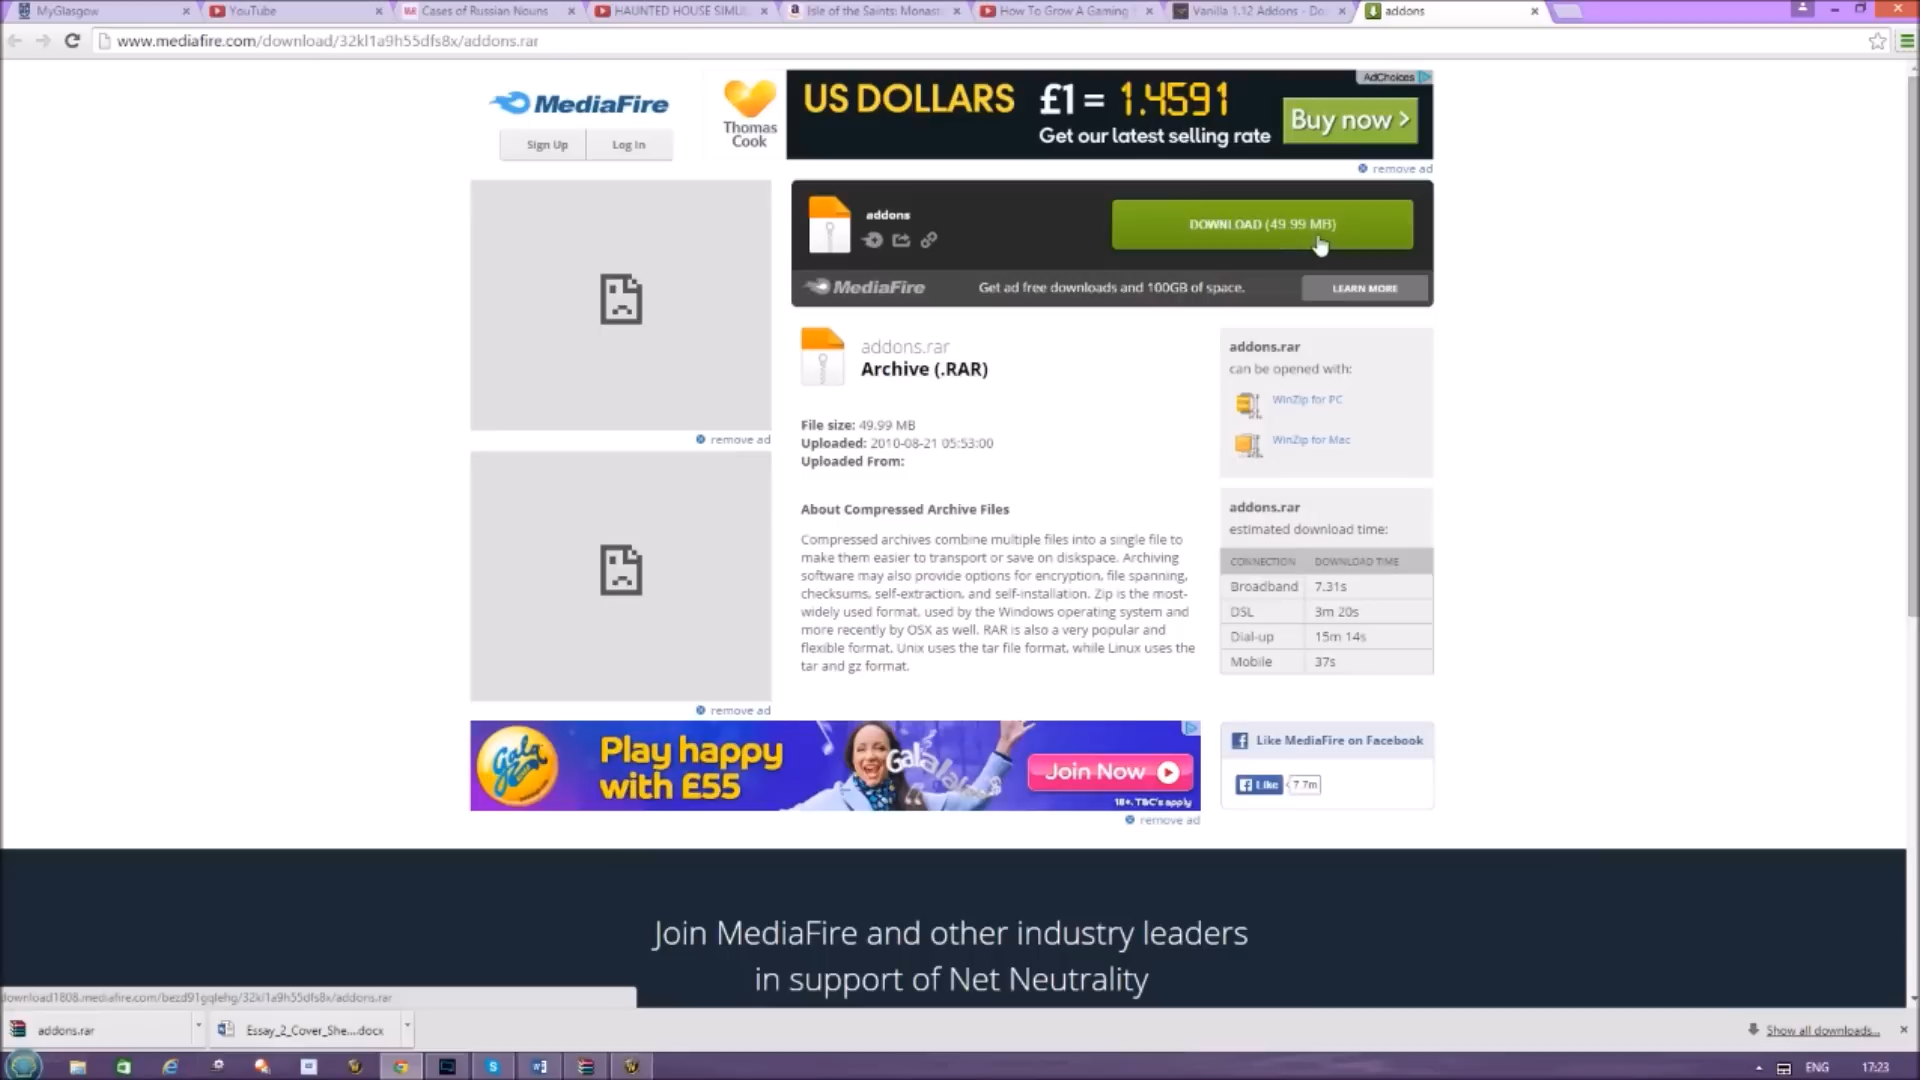 MyGlasgow
YouTube
Cases of Russian Nouns
HAUNTED HOUSE SIMU
Isle of the Saints: Monast
How To Grow A Gaming
Vanilla 1.12 Addons - Do
addons
www.mediafire.com/download/32kl1a9h55dfs8x/addons.rar
MediaFire
Sign Up
Log In
Thomas
Cook
US DOLLARS £1 = 1.4591
Get our latest selling rate
Buy now >
AdChoices
remove ad
addons
DOWNLOAD (49.99 MB)
MediaFire
Get ad free downloads and 100GB of space.
LEARN MORE
remove ad
remove ad
addons.rar
Archive (.RAR)
File size: 49.99 MB
Uploaded: 2010-08-21 05:53:00
Uploaded From:
About Compressed Archive Files
Compressed archives combine multiple files into a single file to
make them easier to transport or save on diskspace. Archiving
software may also provide options for encryption, file spanning,
checksums, self-extraction, and self-installation. Zip is the most-
widely used format, used by the Windows operating system and
more recently by OSX as well. RAR is also a very popular and
flexible format. Unix uses the tar file format, while Linux uses the
tar and gz format.
addons.rar
can be opened with:
WinZip for PC
WinZip for Mac
addons.rar
estimated download time:
CONNECTION DOWNLOAD TIME
Broadband 7.31s
DSL 3m 20s
Dial-up 15m 14s
Mobile 37s
Gala
Play happy
with £55
Galalalala
Join Now
18+. T&C's apply
remove ad
Like MediaFire on Facebook
Like 7.7m
Join MediaFire and other industry leaders
in support of Net Neutrality
addons.rar
Essay_2_Cover_She....docx
Show all downloads...
ENG
17:23